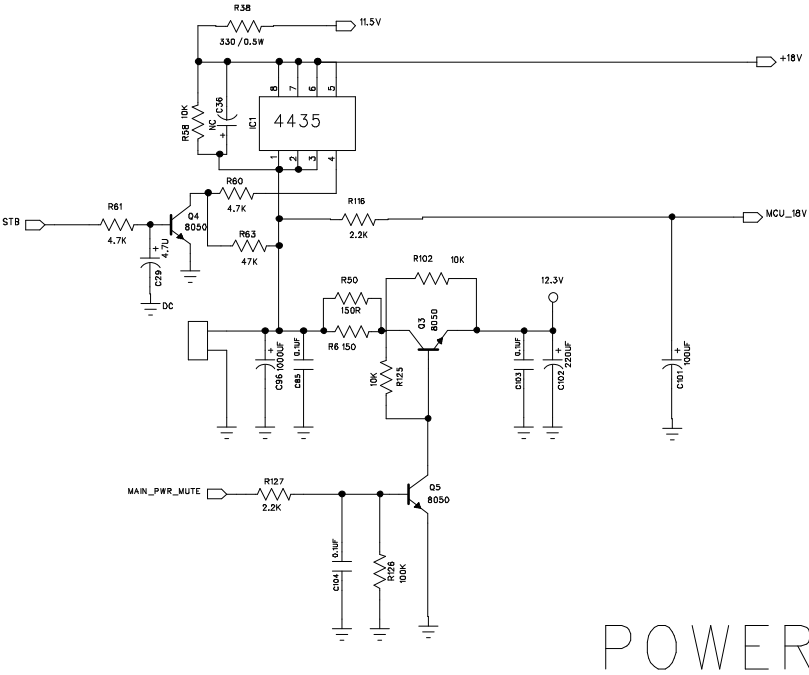 R38
11.5V
330/0.5W
+18V
8 7 6 5
R58 10K
NC C36
+
IC1
4435
1 2 3 4
R60
4.7K
R61
4.7K
STB
Q4
8050
R63
47K
+
4.7U
C29
DC
R116
2.2K
MCU_18V
R102 10K
12.3V
R50
150R
R6 150
Q3
8050
+
C96 1000UF
0.1UF
C85
10K
R125
0.1UF
C103
+
C102 220UF
+
C101 100UF
MAIN_PWR_MUTE
R127
2.2K
Q5
8050
0.1UF
C104
R126
100K
POWER